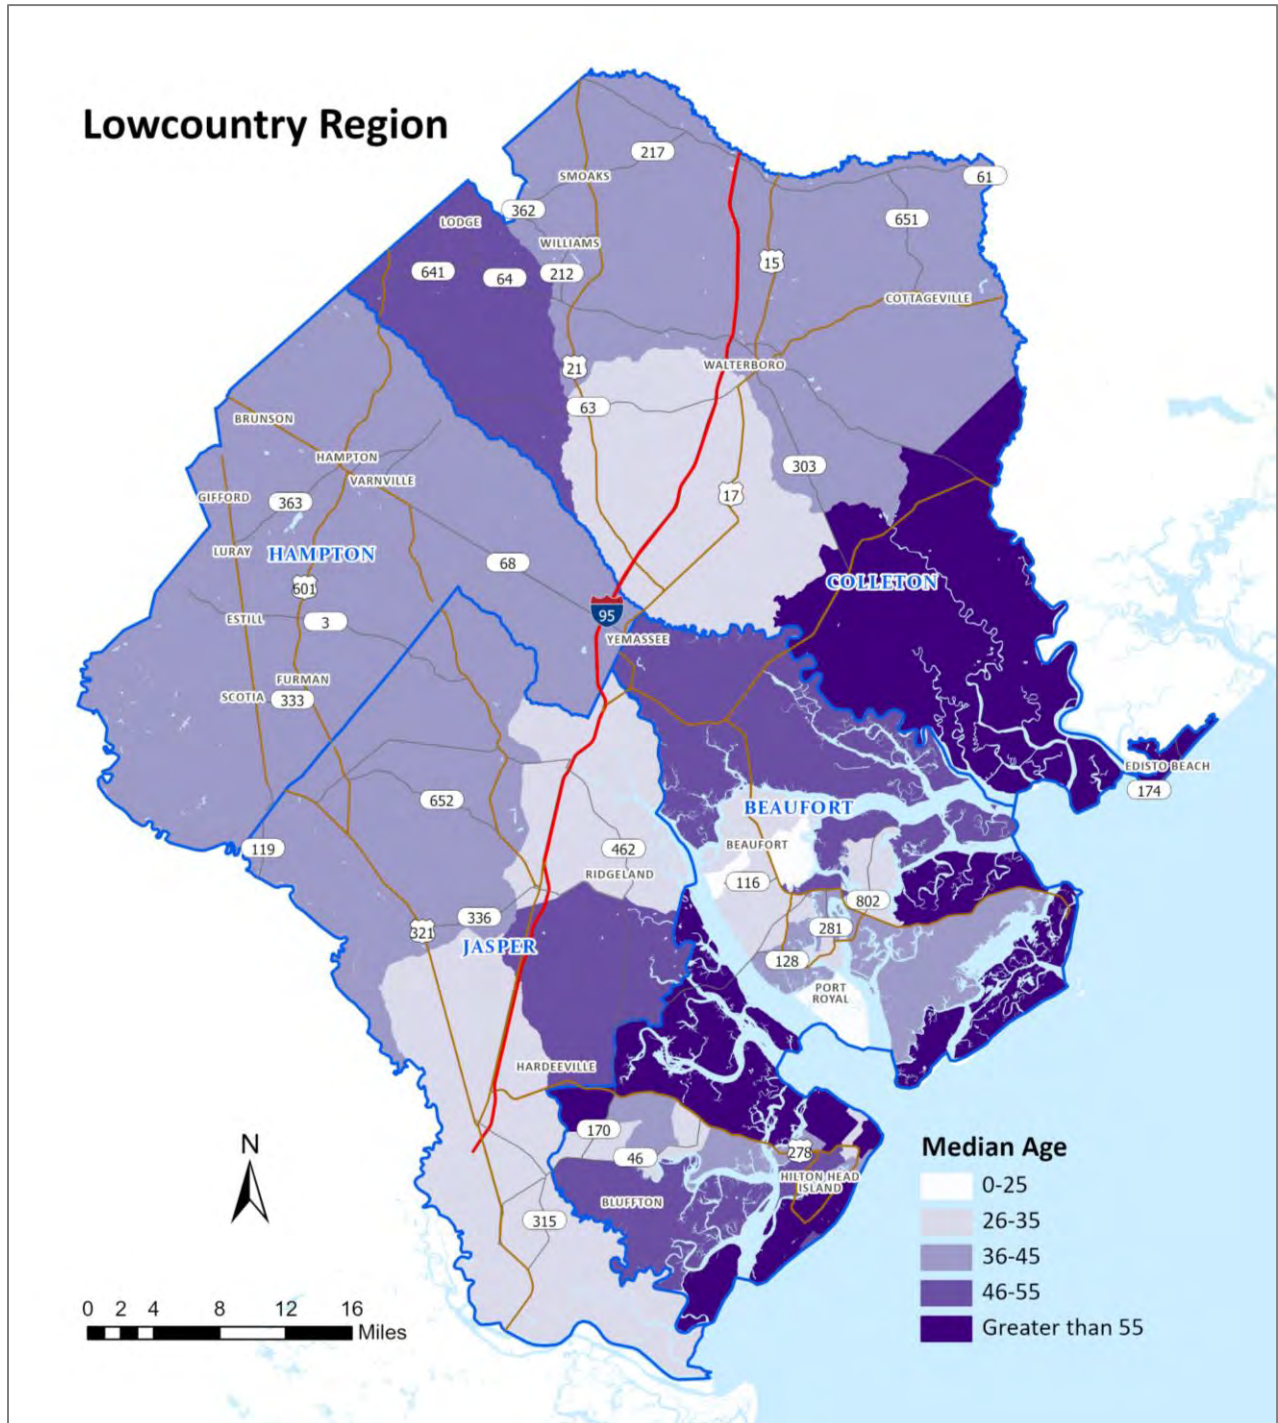 Lowcountry Region
217
SMOAKS
61
362
LODGE
651
WILLIAMS
641
64
212
15
COTTAGEVILLE
21
WALTERBORO
63
BRUNSON
HAMPTON
303
VARNVILLE
GIFFORD
363
17
LURAY
HAMPTON
68
COLLETON
601
95
ESTILL
3
YEMASSEE
FURMAN
SCOTIA
333
EDISTO BEACH
174
652
BEAUFORT
BEAUFORT
119
462
RIDGELAND
116
802
336
281
321
JASPER
128
PORT
ROYAL
HARDEEVILLE
170
46
278
HILTON HEAD
ISLAND
BLUFFTON
315
N
0 2 4 8 12 16
Miles
Median Age
0-25
26-35
36-45
46-55
Greater than 55